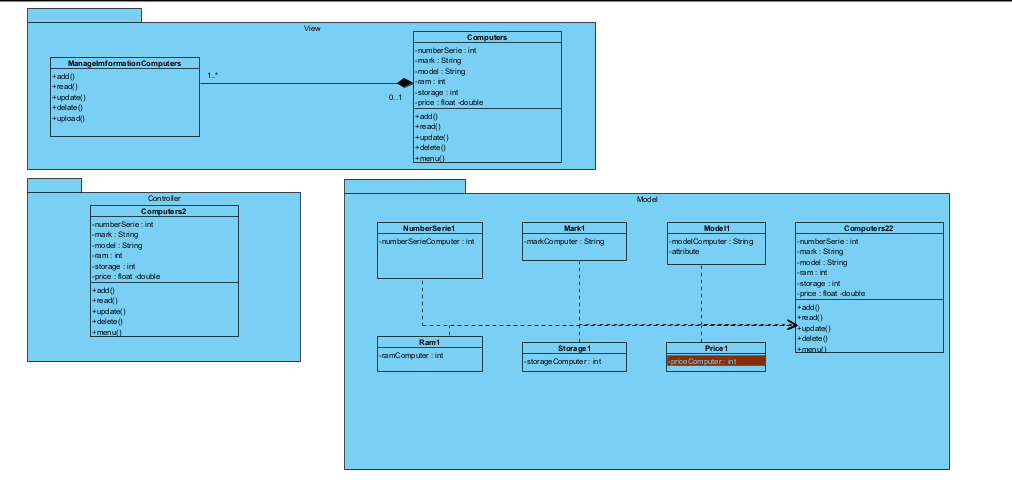 View
ManageImformationComputers
+add()
+read()
+update()
+delate()
+upload()
1..*
0..1
Computers
-numberSerie : int
-mark : String
-model : String
-ram : int
-storage : int
-price : float -double
+add()
+read()
+update()
+delete()
+menu()
Controller
Computers2
-numberSerie : int
-mark : String
-model : String
-ram : int
-storage : int
-price : float -double
+add()
+read()
+update()
+delete()
+menu()
Model
NumberSerie1
-numberSerieComputer : int
Mark1
-markComputer : String
Model1
-modelComputer : String
-attribute
Computers22
-numberSerie : int
-mark : String
-model : String
-ram : int
-storage : int
-price : float -double
+add()
+read()
+update()
+delete()
+menu()
Ram1
-ramComputer : int
Storage1
-storageComputer : int
Price1
-priceComputer : int